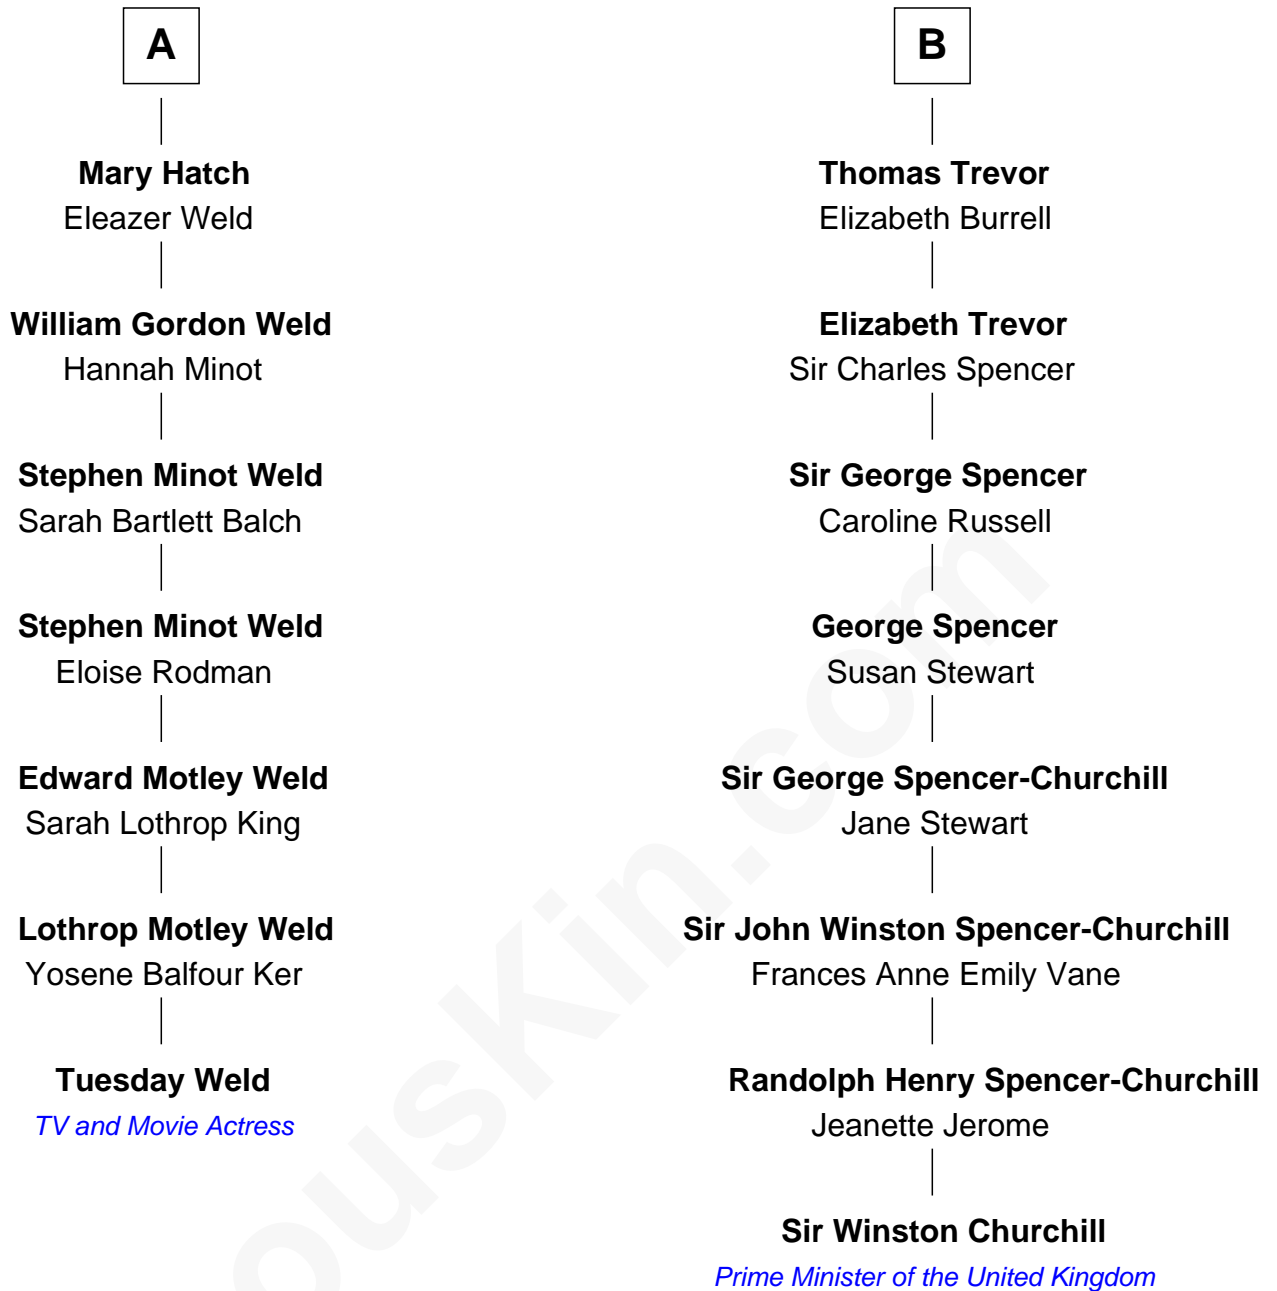 A
Mary Hatch
Eleazer Weld
William Gordon Weld
Hannah Minot
Stephen Minot Weld
Sarah Bartlett Balch
Stephen Minot Weld
Eloise Rodman
Edward Motley Weld
Sarah Lothrop King
Lothrop Motley Weld
Yosene Balfour Ker
Tuesday Weld
TV and Movie Actress
B
Thomas Trevor
Elizabeth Burrell
Elizabeth Trevor
Sir Charles Spencer
Sir George Spencer
Caroline Russell
George Spencer
Susan Stewart
Sir George Spencer-Churchill
Jane Stewart
Sir John Winston Spencer-Churchill
Frances Anne Emily Vane
Randolph Henry Spencer-Churchill
Jeanette Jerome
Sir Winston Churchill
Prime Minister of the United Kingdom
ouskin.com